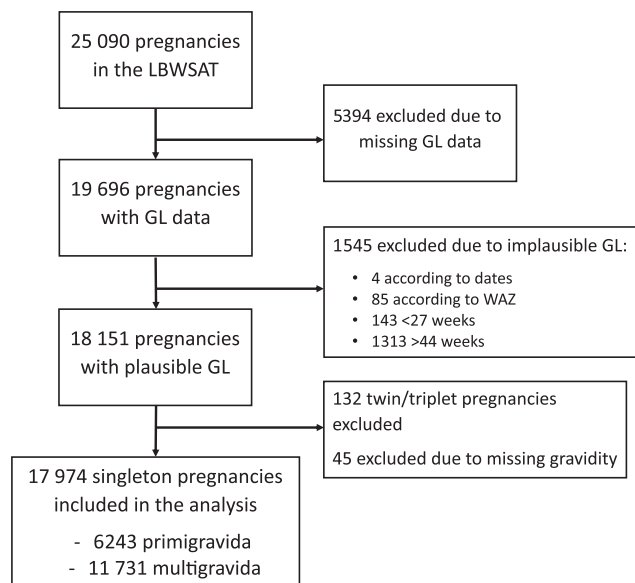 25 090 pregnancies
in the LBWSAT
5394 excluded due to
missing GL data
19 696 pregnancies
with GL data
1545 excluded due to implausible GL:
• 4 according to dates
• 85 according to WAZ
• 143 <27 weeks
• 1313 >44 weeks
18 151 pregnancies
with plausible GL
132 twin/triplet pregnancies
excluded
45 excluded due to missing gravidity
17 974 singleton pregnancies
included in the analysis
- 6243 primigravida
- 11 731 multigravida